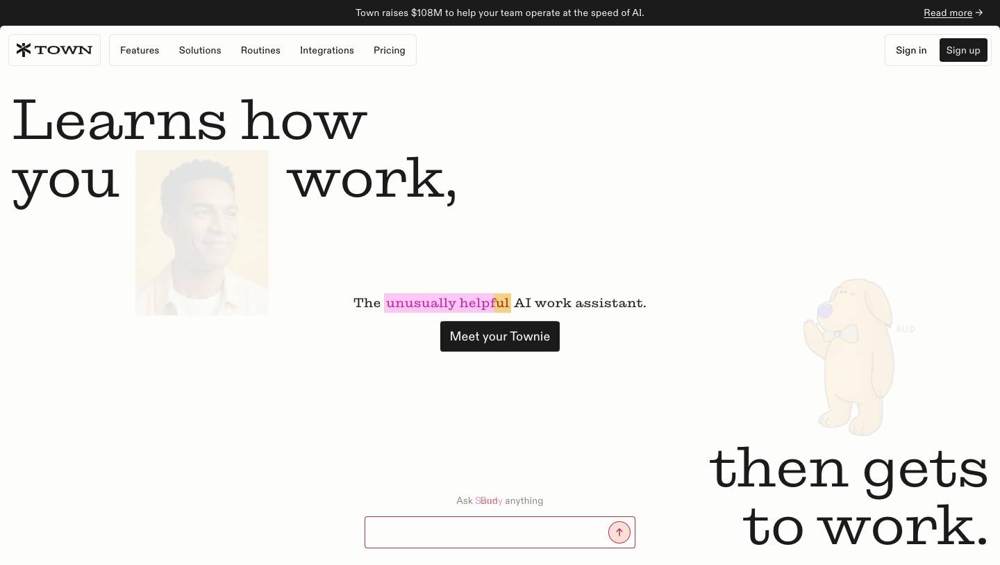 Town raises $108M to help your team operate at the speed of AI.
Read more →
TOWN
Features Solutions Routines Integrations Pricing
Sign in Sign up
Learns how
you work,
The unusually helpful AI work assistant.
Meet your Townie
BUD
then gets
to work.
Ask anything